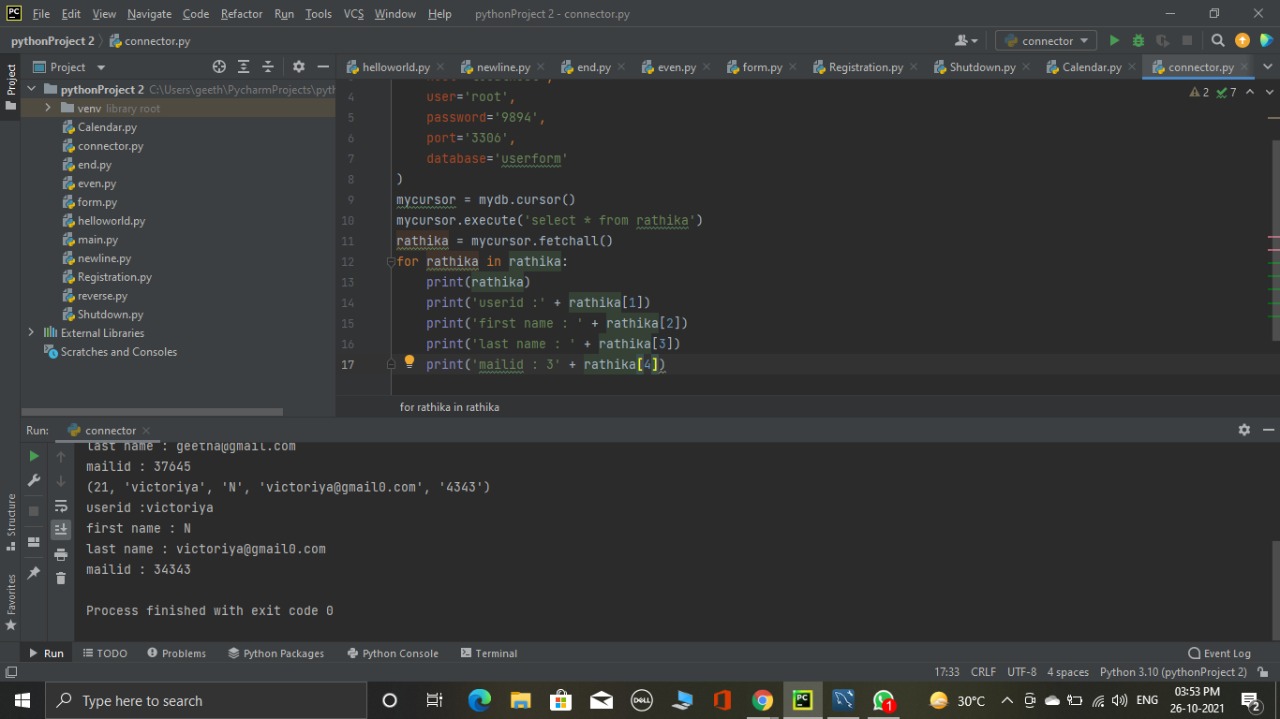 PC File Edit View Navigate Code Refactor Run Tools VCS Window Help pythonProject 2 - connector.py
pythonProject 2 connector.py connector
Project helloworld.py newline.py end.py even.py form.py Registration.py Shutdown.py Calendar.py connector.py
Project
pythonProject 2 C:\Users\geeth\PycharmProjects\pyth
venv library root
Calendar.py
connector.py
end.py
even.py
form.py
helloworld.py
main.py
newline.py
Registration.py
reverse.py
Shutdown.py
External Libraries
Scratches and Consoles
2 7
4 user='root',
5 password='9894',
6 port='3306',
7 database='userform'
8 )
9 mycursor = mydb.cursor()
10 mycursor.execute('select * from rathika')
11 rathika = mycursor.fetchall()
12 for rathika in rathika:
13 print(rathika)
14 print('userid :' + rathika[1])
15 print('first name : ' + rathika[2])
16 print('last name : ' + rathika[3])
17 print('mailid : 3' + rathika[4])
for rathika in rathika
Run: connector
last name : geetha@gmail.com
mailid : 37645
(21, 'victoriya', 'N', 'victoriya@gmail0.com', '4343')
userid :victoriya
first name : N
last name : victoriya@gmail0.com
mailid : 34343
Process finished with exit code 0
Structure
Favorites
Run TODO Problems Python Packages Python Console Terminal Event Log
17:33 CRLF UTF-8 4 spaces Python 3.10 (pythonProject 2)
Type here to search DELL PC 1 30°C ENG 03:53 PM
26-10-2021 2